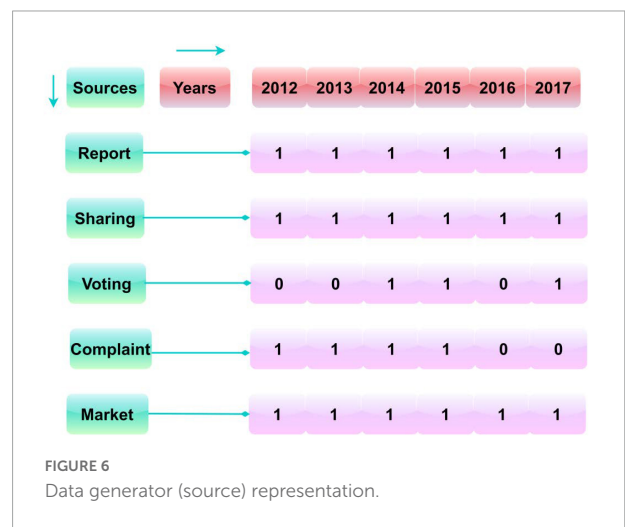 Sources Years 2012 2013 2014 2015 2016 2017
Report 1 1 1 1 1 1
Sharing 1 1 1 1 1 1
Voting 0 0 1 1 0 1
Complaint 1 1 1 1 0 0
Market 1 1 1 1 1 1
FIGURE 6
Data generator (source) representation.